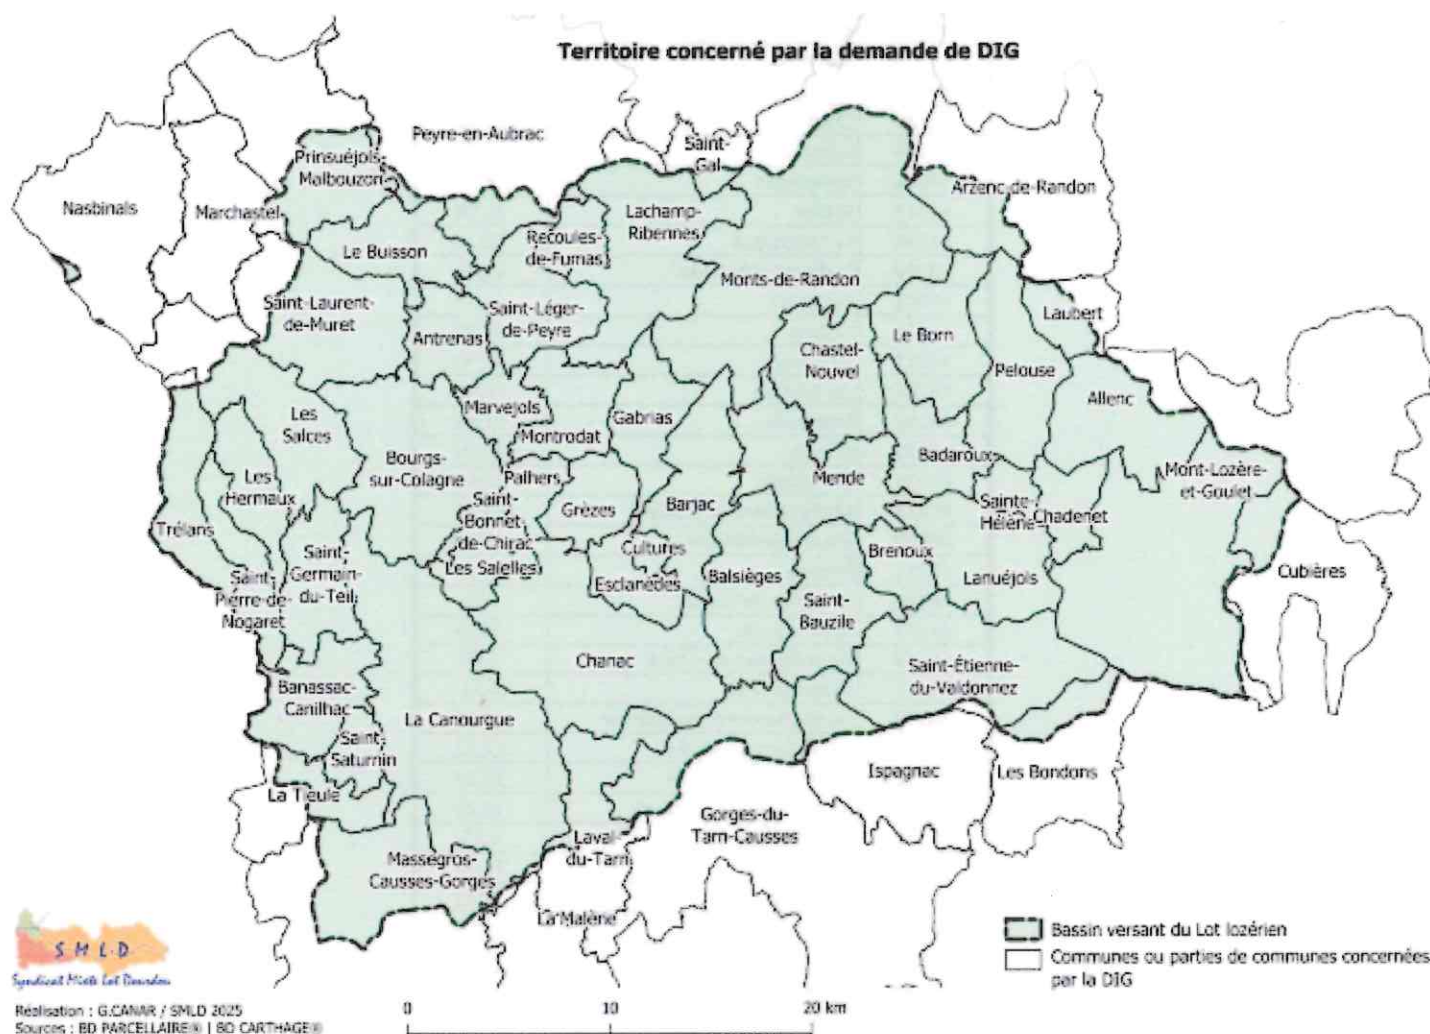 Territoire concerné par la demande de DIG
Peyre-en-Aubrac
Saint-
Gal
Prinsuéjols-
Malbouzon
Arzenc-de-Randon
Nasbinals
Marchastel
Lachamp-
Ribennes
Le Buisson
Recoules-
de-Fumas
Monts-de-Randon
Saint-Laurent-
de-Muret
Saint-Léger-
de-Peyre
Antrenas
Laubert
Le Born
Chastel-
Nouvel
Pelouse
Allenc
Les
Salces
Marvejols
Gabrias
Montrodat
Bourgs-
sur-Colagne
Badaroux
Mont-Lozère-
et-Goulet
Les
Hermaux
Palhers
Mende
Saint-
Bonnet-
de-Chirac
Grèzes
Barjac
Sainte-
Hélène
Chadenet
Trélans
Cultures
Brenoux
Saint-
Germain-
du-Teil
Les Salelles
Esclanèdes
Balsièges
Lanuéjols
Cubières
Saint-
Pierre-de-
Nogaret
Saint-
Bauzile
Chanac
Saint-Étienne-
du-Valdonnez
Banassac-
Canilhac
La Canourgue
Saint-
Saturnin
Ispagnac
Les Bondons
La Tieule
Gorges-du-
Tarn-Causses
Laval-
du-Tarn
Massegros-
Causses-Gorges
La Malène
S M L D
Syndicat Mixte Lot Dourdou
Bassin versant du Lot lozérien
Communes ou parties de communes concernées
par la DIG
Réalisation : G.CANAR / SMLD 2025
Sources : BD PARCELLAIRE® | BD CARTHAGE®
0 10 20 km